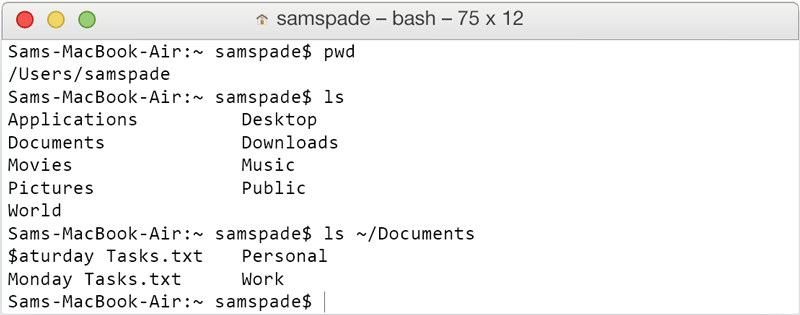 samspade – bash – 75 x 12
Sams-MacBook-Air:~ samspade$ pwd
/Users/samspade
Sams-MacBook-Air:~ samspade$ ls
Applications Desktop
Documents Downloads
Movies Music
Pictures Public
World
Sams-MacBook-Air:~ samspade$ ls ~/Documents
$aturday Tasks.txt Personal
Monday Tasks.txt Work
Sams-MacBook-Air:~ samspade$